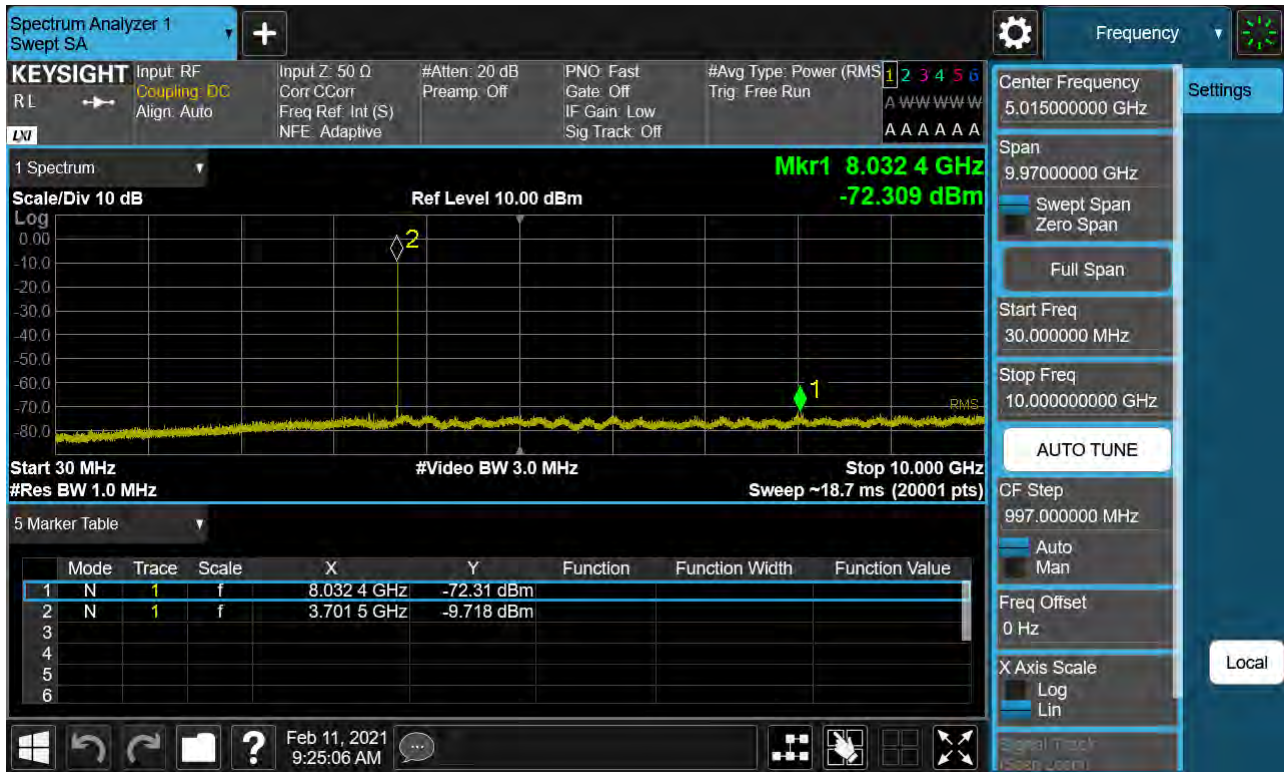 Spectrum Analyzer 1
Swept SA
+
Frequency
KEYSIGHT
RL
LXI
Input: RF
Coupling: DC
Align: Auto
Input Z: 50 Ω
Corr CCorr
Freq Ref: Int (S)
NFE: Adaptive
#Atten: 20 dB
Preamp: Off
PNO: Fast
Gate: Off
IF Gain: Low
Sig Track: Off
#Avg Type: Power (RMS
Trig: Free Run
1 2 3 4 5 6
A W W W W W
A A A A A A
1 Spectrum
Mkr1 8.032 4 GHz
-72.309 dBm
Scale/Div 10 dB
Ref Level 10.00 dBm
Log
0.00
-10.0
-20.0
-30.0
-40.0
-50.0
-60.0
-70.0
-80.0
2
1
RMS
Start 30 MHz
#Video BW 3.0 MHz
Stop 10.000 GHz
#Res BW 1.0 MHz
Sweep ~18.7 ms (20001 pts)
5 Marker Table
Mode Trace Scale X Y Function Function Width Function Value
1 N 1 f 8.032 4 GHz -72.31 dBm
2 N 1 f 3.701 5 GHz -9.718 dBm
3
4
5
6
Feb 11, 2021
9:25:06 AM
?
Center Frequency
5.015000000 GHz
Settings
Span
9.97000000 GHz
Swept Span
Zero Span
Full Span
Start Freq
30.000000 MHz
Stop Freq
10.000000000 GHz
AUTO TUNE
CF Step
997.000000 MHz
Auto
Man
Freq Offset
0 Hz
X Axis Scale
Log
Lin
Signal Track
(Span Zoom)
Local